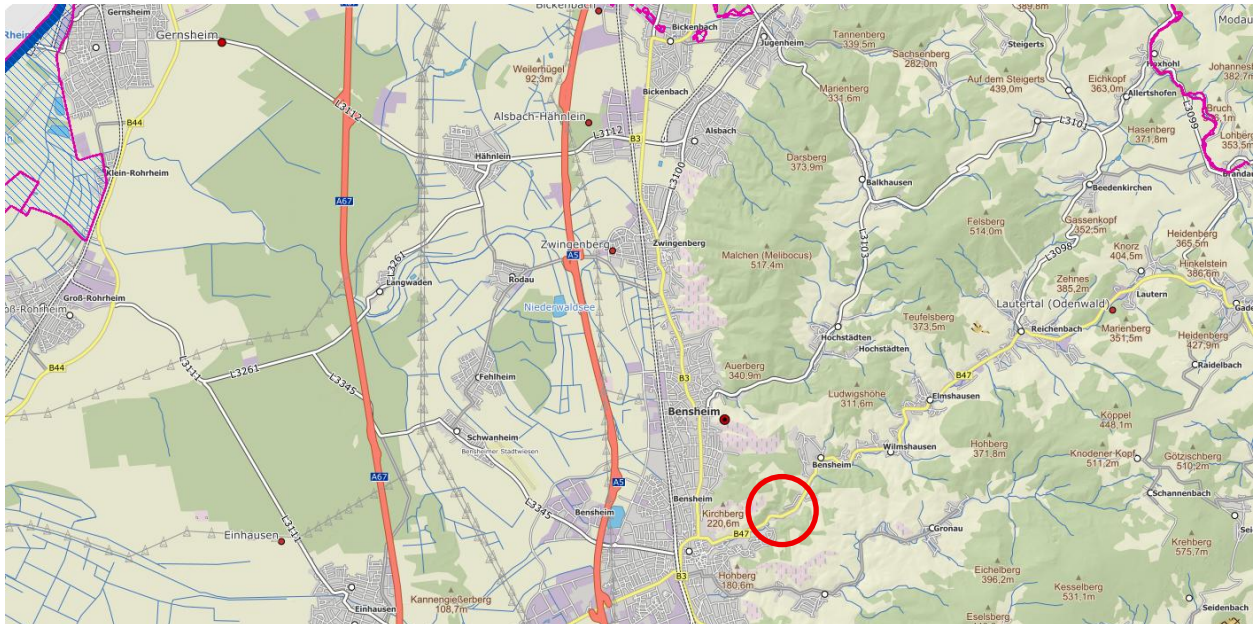 Gernsheim
Bickenbach
Tannenberg
339,5m
Steigerts
Modau
Gernsheim
Bickenbach
Jugenheim
Sachsenberg
282,0m
Hoxhohl
Weilerhügel
92,3m
Marienberg
331,6m
Auf dem Steigerts
439,0m
Eichkopf
363,0m
Allertshofen
Bickenbach
L3112
Alsbach-Hähnlein
B44
L3112
B3
Alsbach
L3101
L3099
Hasenberg
371,8m
Lohberg
353,5m
Hähnlein
Darsberg
373,9m
L3100
Klein-Rohrheim
Balkhausen
Beedenkirchen
A67
Felsberg
514,0m
Gassenkopf
352,5m
Heidenberg
365,5m
Zwingenberg
Zwingenberg
L3103
L3098
Knorz
404,5m
A5
Malchen (Melibocus)
517,4m
Hinkelstein
386,6m
L3261
Rodau
Langwaden
Zehnes
385,2m
Lautern
Groß-Rohrheim
Niederwaldsee
Lautertal (Odenwald)
Teufelsberg
373,5m
Reichenbach
Marienberg
351,5m
Heidenberg
427,9m
Hochstädten
Hochstädten
B44
L3111
L3261
Auerberg
340,9m
B3
B47
Raidelbach
L3345
Fehlheim
Ludwigshöhe
311,6m
Elmshausen
Bensheim
Köppel
448,1m
Schwanheim
Bensheimer Stadtwiesen
Wilmshausen
Hohberg
371,8m
Knodener Kopf
511,2m
Götzischberg
510,2m
Bensheim
A67
A5
Bensheim
Schannenbach
L3345
Bensheim
Kirchberg
220,6m
L3111
B47
Gronau
Einhausen
Krehberg
575,7m
Hohberg
180,6m
B3
Eichelberg
396,2m
Kesselberg
531,1m
Kannengießerberg
108,7m
Einhausen
Eselsberg
Seidenbach